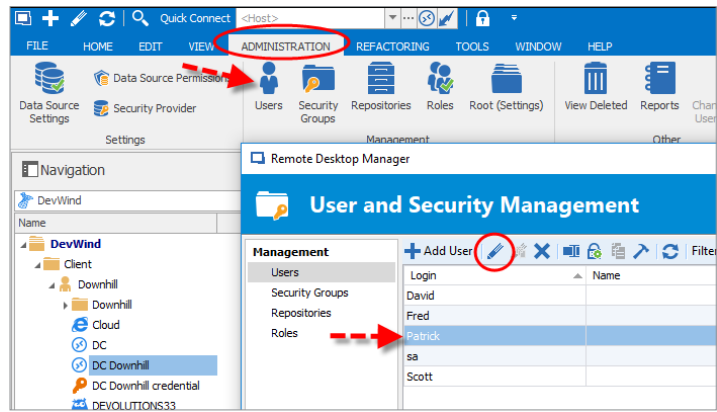 Quick Connect <Host>
FILE HOME EDIT VIEW ADMINISTRATION REFACTORING TOOLS WINDOW HELP
Data Source Settings
Data Source Permissions
Security Provider
Users Security Groups Repositories Roles Root (Settings) View Deleted Reports
Settings Management Other
Navigation
DevWind
Name
DevWind
Client
Downhill
Downhill
Cloud
DC
DC Downhill
DC Downhill credential
DEVOLUTIONS33
Remote Desktop Manager
User and Security Management
Management
Users
Security Groups
Repositories
Roles
Add User Filter
Login Name
David
Fred
Patrick
sa
Scott